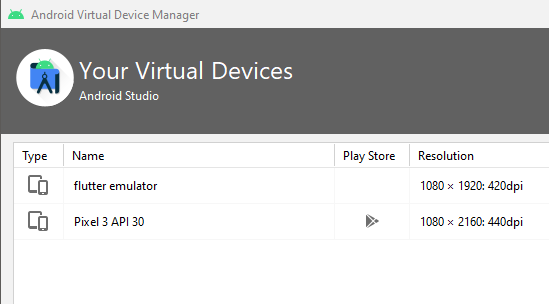 Android Virtual Device Manager
Your Virtual Devices
Android Studio
Type Name Play Store Resolution
flutter emulator 1080 × 1920: 420dpi
Pixel 3 API 30 1080 × 2160: 440dpi